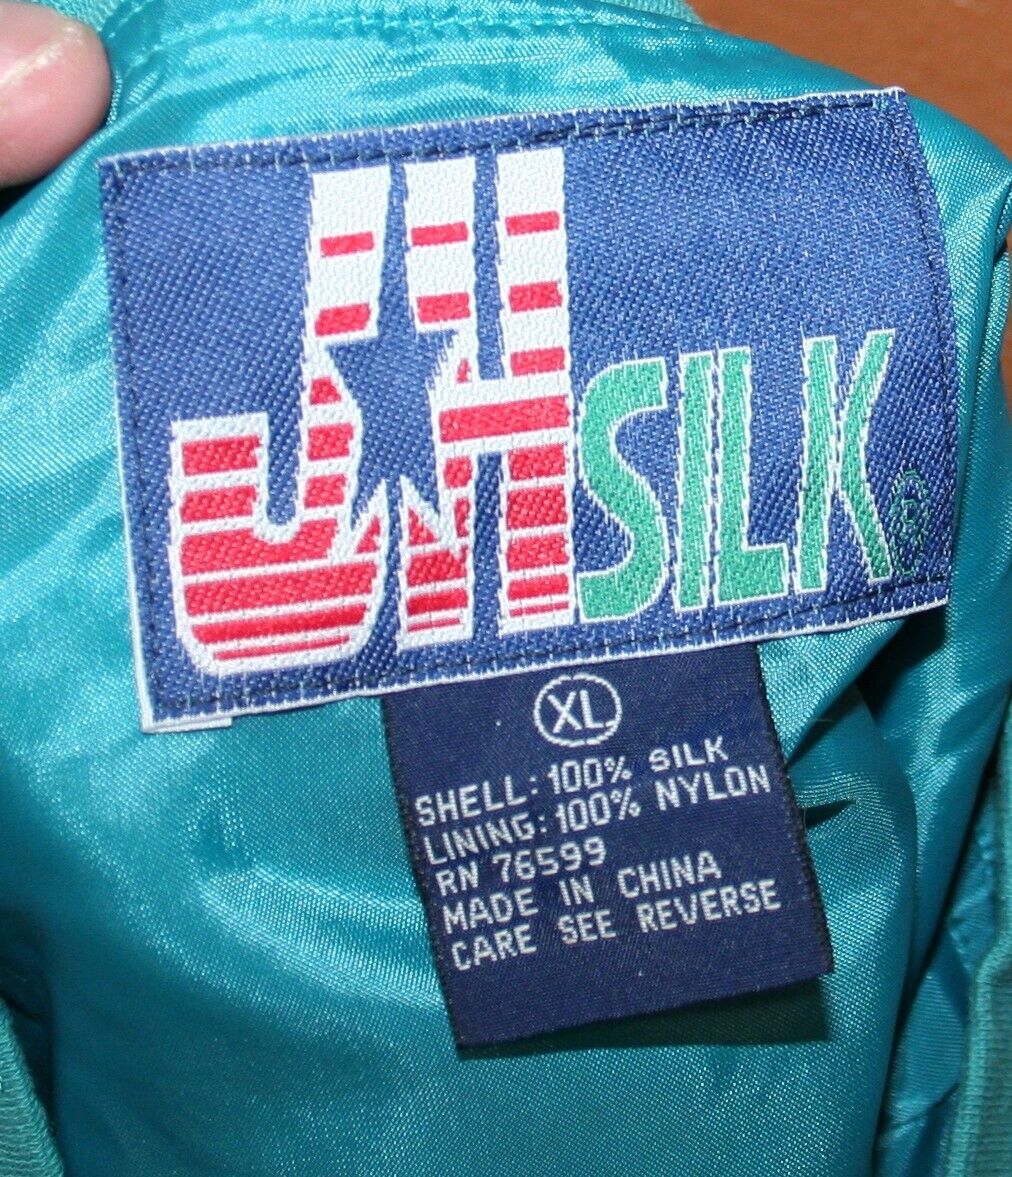 JH SILK ®
XL
SHELL: 100% SILK
LINING: 100% NYLON
RN 76599
MADE IN CHINA
CARE SEE REVERSE